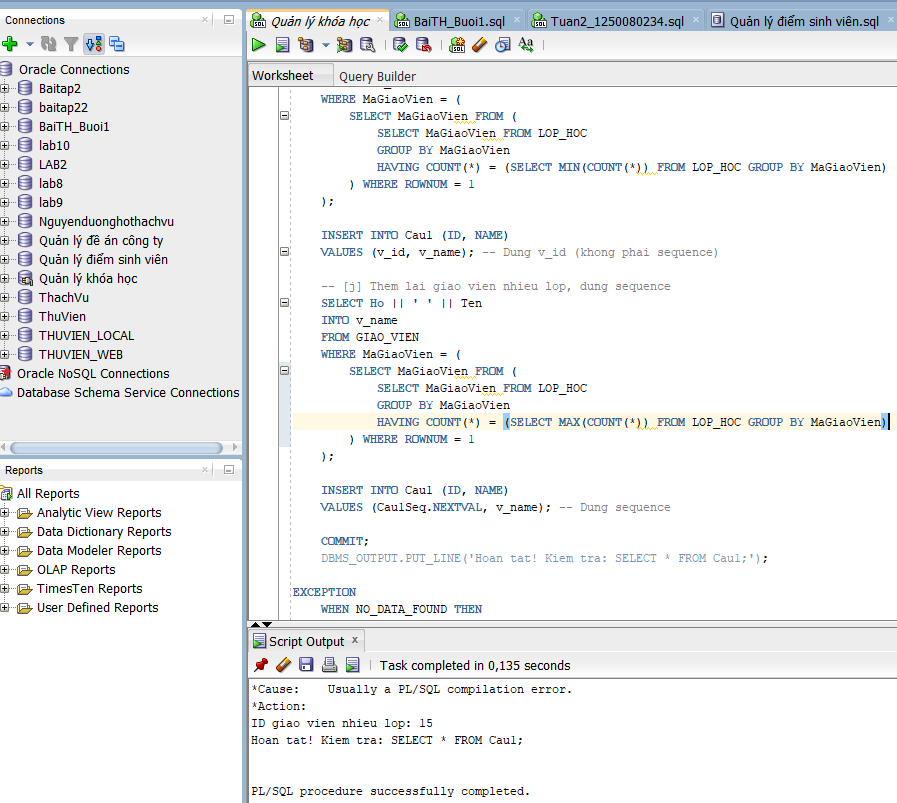 Connections
Oracle Connections
Baitap2
baitap22
BaiTH_Buoi1
lab10
LAB2
lab8
lab9
Nguyenduonghothachvu
Quản lý đề án công ty
Quản lý điểm sinh viên
Quản lý khóa học
ThachVu
ThuVien
THUVIEN_LOCAL
THUVIEN_WEB
Oracle NoSQL Connections
Database Schema Service Connections
Reports
All Reports
Analytic View Reports
Data Dictionary Reports
Data Modeler Reports
OLAP Reports
TimesTen Reports
User Defined Reports
Quản lý khóa học
BaiTH_Buoi1.sql
Tuan2_1250080234.sql
Quản lý điểm sinh viên.sql
Worksheet
Query Builder
WHERE MaGiaoVien = (
SELECT MaGiaoVien FROM (
SELECT MaGiaoVien FROM LOP_HOC
GROUP BY MaGiaoVien
HAVING COUNT(*) = (SELECT MIN(COUNT(*)) FROM LOP_HOC GROUP BY MaGiaoVien)
) WHERE ROWNUM = 1
);
INSERT INTO Cau1 (ID, NAME)
VALUES (v_id, v_name); -- Dung v_id (khong phai sequence)
-- [j] Them lai giao vien nhieu lop, dung sequence
SELECT Ho || ' ' || Ten
INTO v_name
FROM GIAO_VIEN
WHERE MaGiaoVien = (
SELECT MaGiaoVien FROM (
SELECT MaGiaoVien FROM LOP_HOC
GROUP BY MaGiaoVien
HAVING COUNT(*) = (SELECT MAX(COUNT(*)) FROM LOP_HOC GROUP BY MaGiaoVien)
) WHERE ROWNUM = 1
);
INSERT INTO Cau1 (ID, NAME)
VALUES (Cau1Seq.NEXTVAL, v_name); -- Dung sequence
COMMIT;
DBMS_OUTPUT.PUT_LINE('Hoan tat! Kiem tra: SELECT * FROM Cau1;');
EXCEPTION
WHEN NO_DATA_FOUND THEN
Script Output
Task completed in 0,135 seconds
*Cause: Usually a PL/SQL compilation error.
*Action:
ID giao vien nhieu lop: 15
Hoan tat! Kiem tra: SELECT * FROM Cau1;
PL/SQL procedure successfully completed.